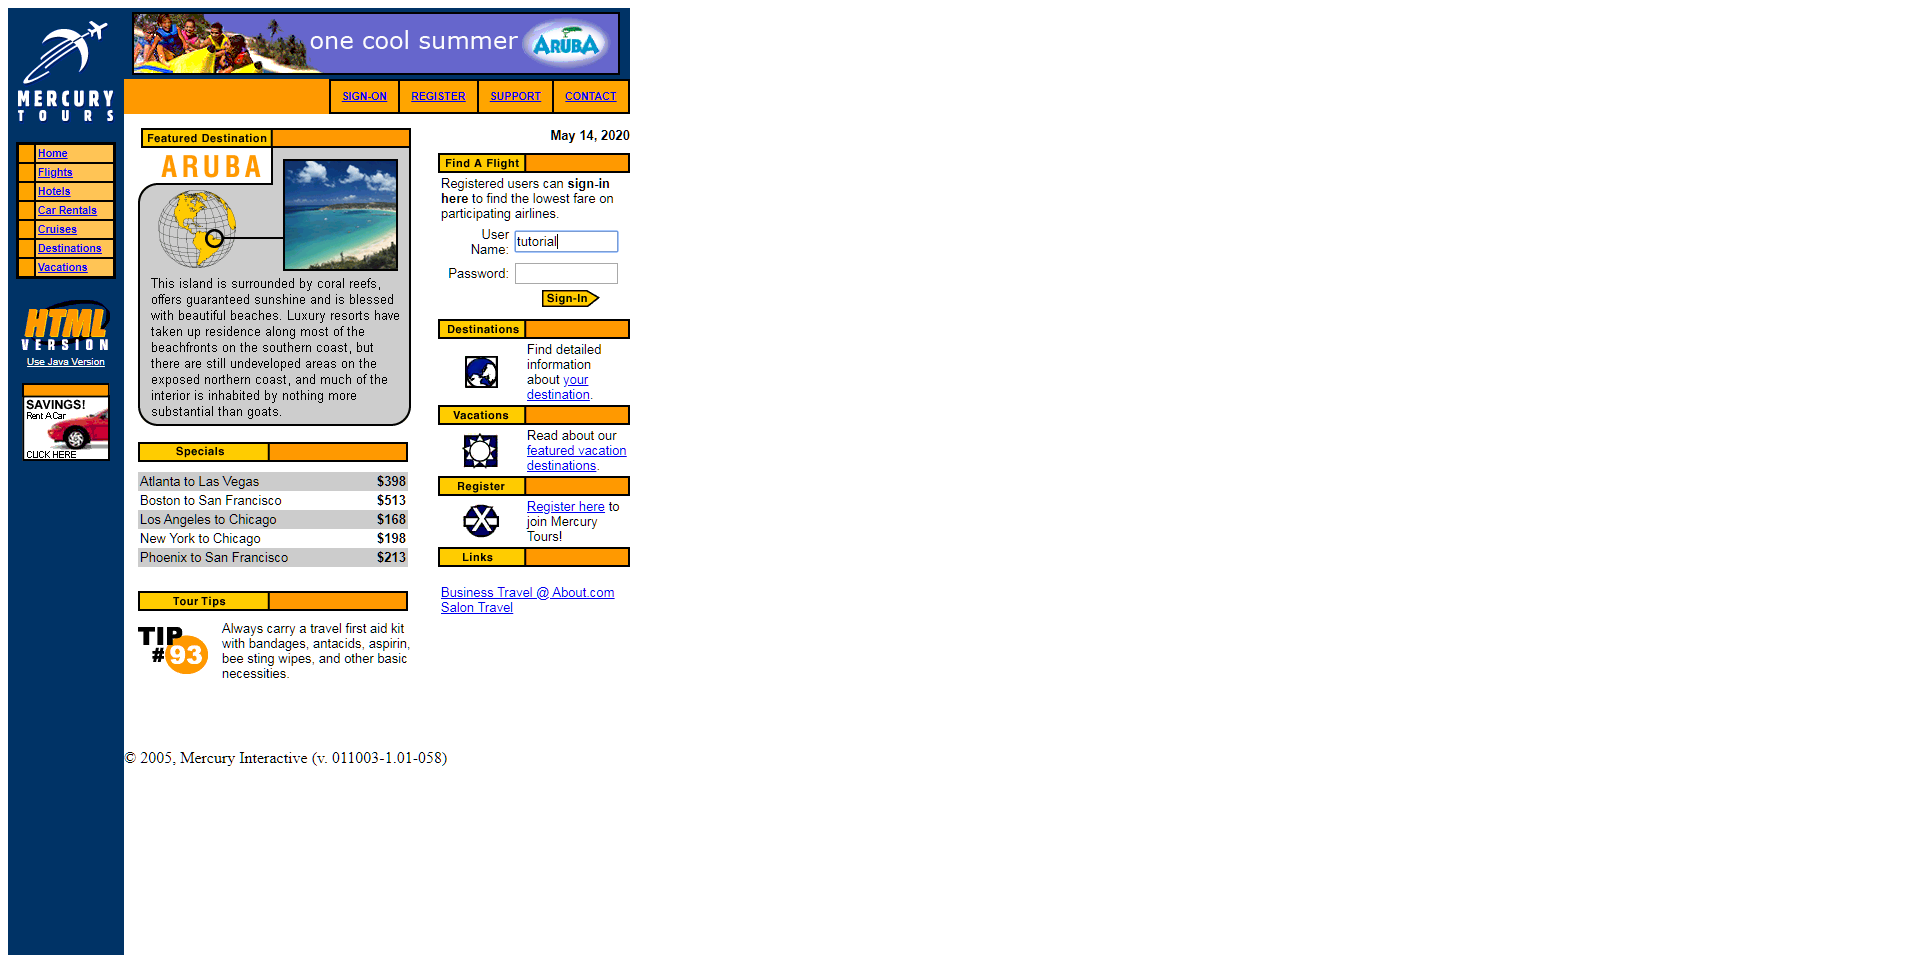 one cool summer
ARUBA
MERCURY
TOURS
SIGN-ON
REGISTER
SUPPORT
CONTACT
Home
Flights
Hotels
Car Rentals
Cruises
Destinations
Vacations
HTML
VERSION
Use Java Version
SAVINGS!
Rent A Car
CLICK HERE
Featured Destination
ARUBA
This island is surrounded by coral reefs,
offers guaranteed sunshine and is blessed
with beautiful beaches. Luxury resorts have
taken up residence along most of the
beachfronts on the southern coast, but
there are still undeveloped areas on the
exposed northern coast, and much of the
interior is inhabited by nothing more
substantial than goats.
Specials
Atlanta to Las Vegas $398
Boston to San Francisco $513
Los Angeles to Chicago $168
New York to Chicago $198
Phoenix to San Francisco $213
Tour Tips
TIP
#93
Always carry a travel first aid kit
with bandages, antacids, aspirin,
bee sting wipes, and other basic
necessities.
May 14, 2020
Find A Flight
Registered users can sign-in
here to find the lowest fare on
participating airlines.
User
Name: tutorial
Password:
Sign-In
Destinations
Find detailed
information
about your
destination.
Vacations
Read about our
featured vacation
destinations.
Register
Register here to
join Mercury
Tours!
Links
Business Travel @ About.com
Salon Travel
© 2005, Mercury Interactive (v. 011003-1.01-058)